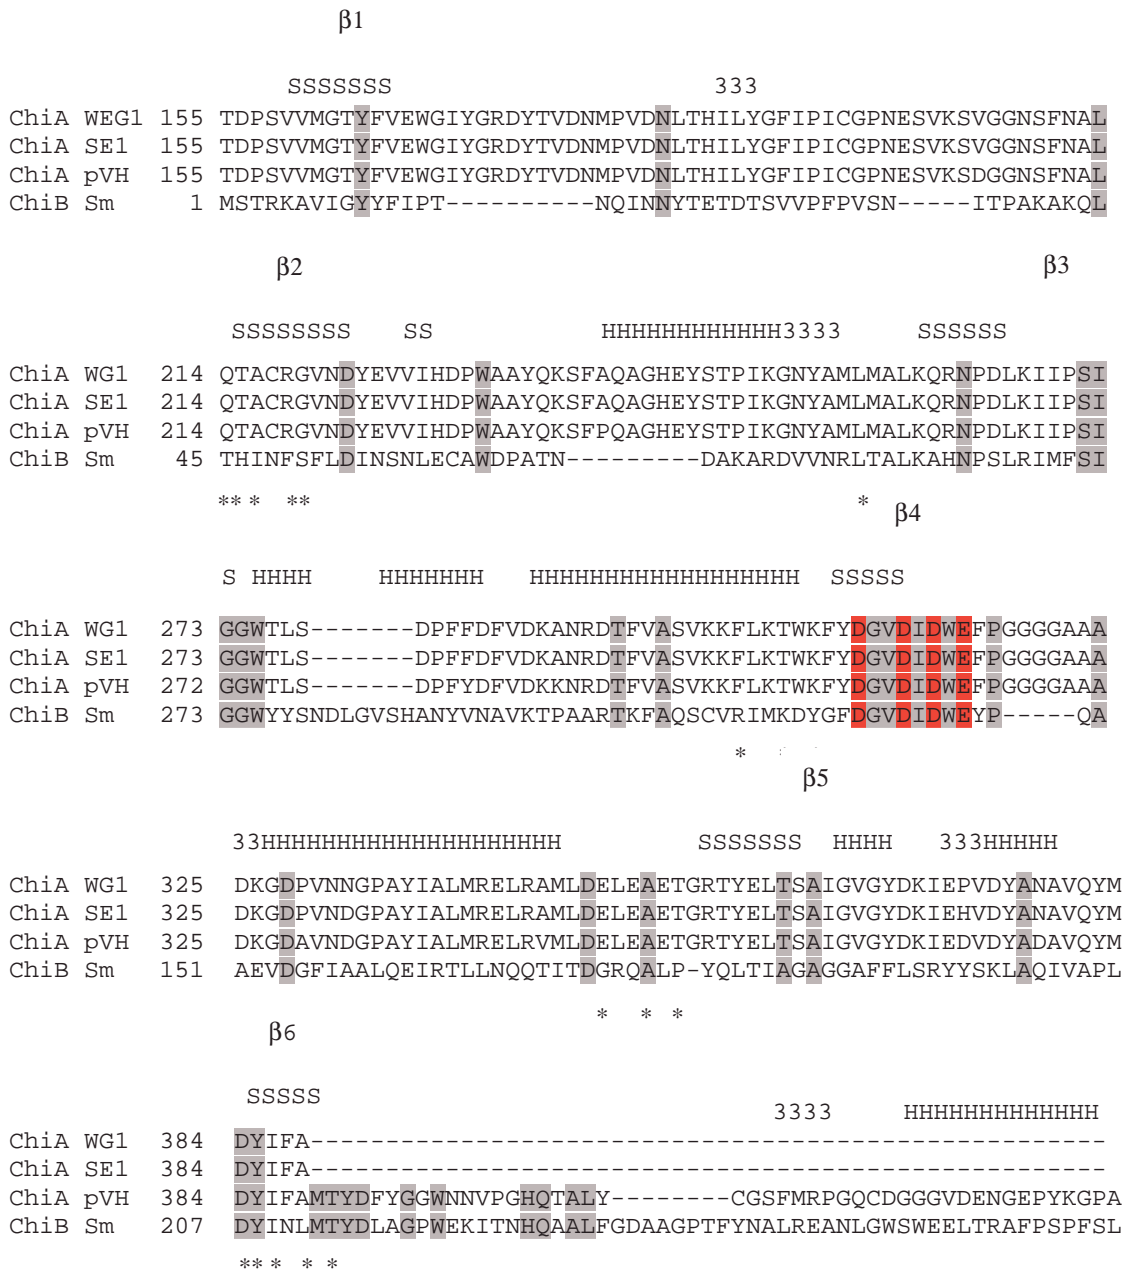 β1
SSSSSSS 333
ChiA WEG1 155 TDPSVVMGTYFVEWGIYGRDYTVDNMPVDNLTHILYGFIPICGPNESVKSVGGNSFNAL
ChiA SE1 155 TDPSVVMGTYFVEWGIYGRDYTVDNMPVDNLTHILYGFIPICGPNESVKSVGGNSFNAL
ChiA pVH 155 TDPSVVMGTYFVEWGIYGRDYTVDNMPVDNLTHILYGFIPICGPNESVKSDGGNSFNAL
ChiB Sm 1 MSTRKAVIGYYFIPT----------NQINNYTETDTSVVPFPVSN-----ITPAKAKQL
β2 β3
SSSSSSSS SS HHHHHHHHHHHH3333 SSSSSS
ChiA WG1 214 QTACRGVNDYEVVIHDPWAAYQKSFAQAGHEYSTPIKGNYAMLMALKQRNPDLKIIPSI
ChiA SE1 214 QTACRGVNDYEVVIHDPWAAYQKSFAQAGHEYSTPIKGNYAMLMALKQRNPDLKIIPSI
ChiA pVH 214 QTACRGVNDYEVVIHDPWAAYQKSFPQAGHEYSTPIKGNYAMLMALKQRNPDLKIIPSI
ChiB Sm 45 THINFSFLDINSNLECAWDPATN---------DAKARDVVNRLTALKAHNPSLRIMFSI
** * ** *
β4
S HHHH HHHHHHH HHHHHHHHHHHHHHHHHH SSSSS
ChiA WG1 273 GGWTLS-------DPFFDFVDKANRDTFVASVKKFLKTWKFYDGVDIDWEFPGGGGAAA
ChiA SE1 273 GGWTLS-------DPFFDFVDKANRDTFVASVKKFLKTWKFYDGVDIDWEFPGGGGAAA
ChiA pVH 272 GGWTLS-------DPFYDFVDKKNRDTFVASVKKFLKTWKFYDGVDIDWEFPGGGGAAA
ChiB Sm 273 GGWYYSNDLGVSHANYVNAVKTPAARTKFAQSCVRIMKDYGFDGVDIDWEYP-----QA
*
β5
33HHHHHHHHHHHHHHHHHHHH SSSSSSS HHHH 333HHHHH
ChiA WG1 325 DKGDPVNNGPAYIALMRELRAMLDELEAETGRTYELTSAIGVGYDKIEPVDYANAVQYM
ChiA SE1 325 DKGDPVNDGPAYIALMRELRAMLDELEAETGRTYELTSAIGVGYDKIEHVDYANAVQYM
ChiA pVH 325 DKGDAVNDGPAYIALMRELRVMLDELEAETGRTYELTSAIGVGYDKIEDVDYADAVQYM
ChiB Sm 151 AEVDGFIAALQEIRTLLNQQTITDGRQALP-YQLTIAGAGGAFFLSRYYSKLAQIVAPL
* * *
β6
SSSSS 3333 HHHHHHHHHHHHH
ChiA WG1 384 DYIFA-----------------------------------------------------
ChiA SE1 384 DYIFA-----------------------------------------------------
ChiA pVH 384 DYIFAMTYDFYGGWNNVPGHQTALY--------CGSFMRPGQCDGGGVDENGEPYKGPA
ChiB Sm 207 DYINLMTYDLAGPWEKITNHQAALFGDAAGPTFYNALREANLGWSWEELTRAFPSPFSL
** * * *